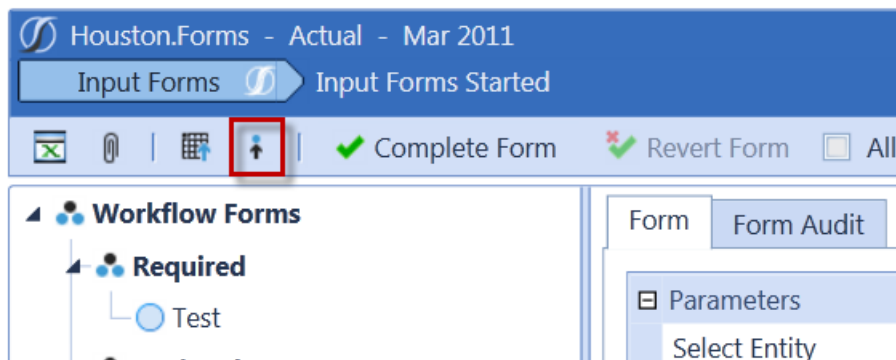 Houston.Forms - Actual - Mar 2011
Input Forms Input Forms Started
Complete Form Revert Form All
Workflow Forms
Required
Test
Form Form Audit
Parameters
Select Entity